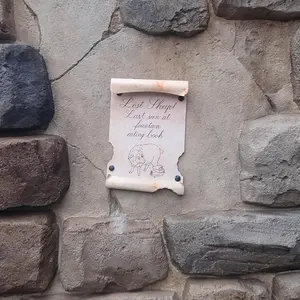 Lost Sheep!
Last seen at
fountain
eating book